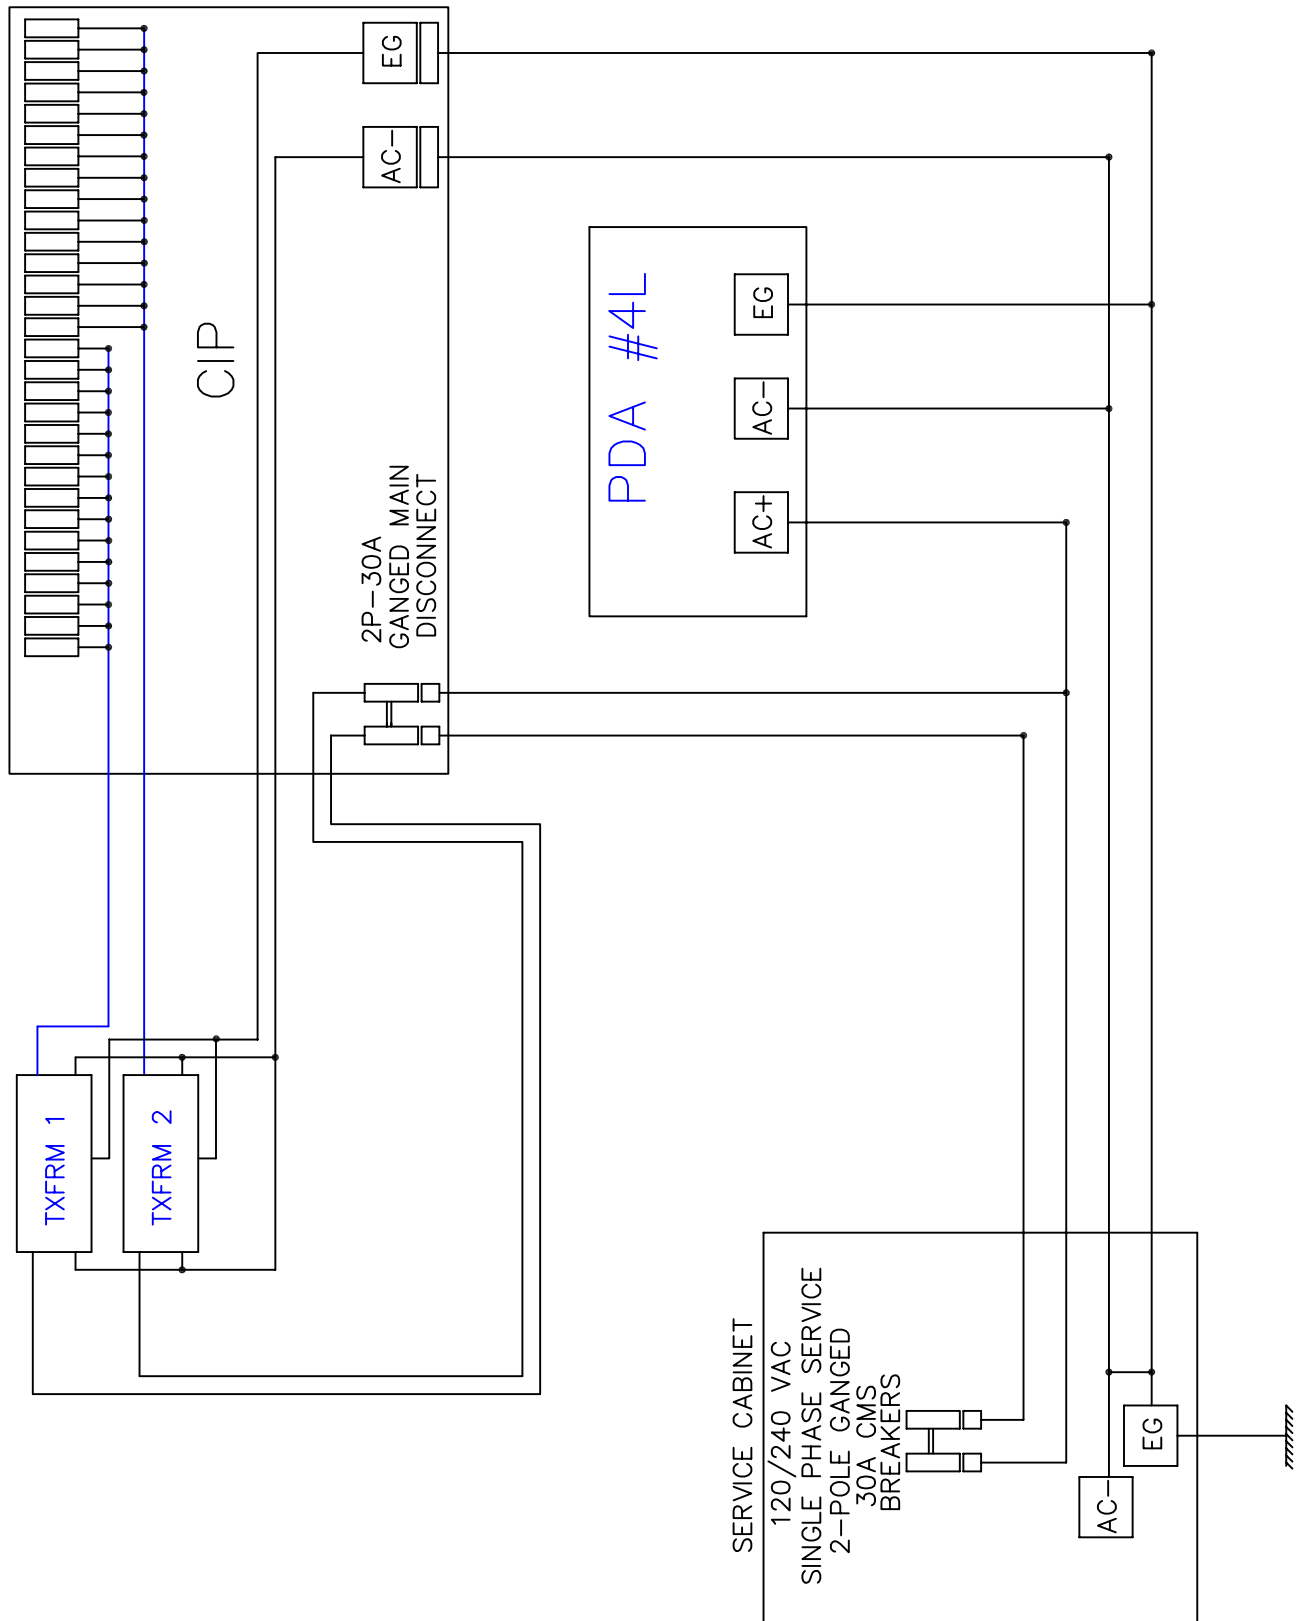 CIP
EG
AC-
2P-30A
GANGED MAIN
DISCONNECT
PDA #4L
EG
AC-
AC+
TXFRM 1
TXFRM 2
SERVICE CABINET
120/240 VAC
SINGLE PHASE SERVICE
2-POLE GANGED
30A CMS
BREAKERS
EG
AC-